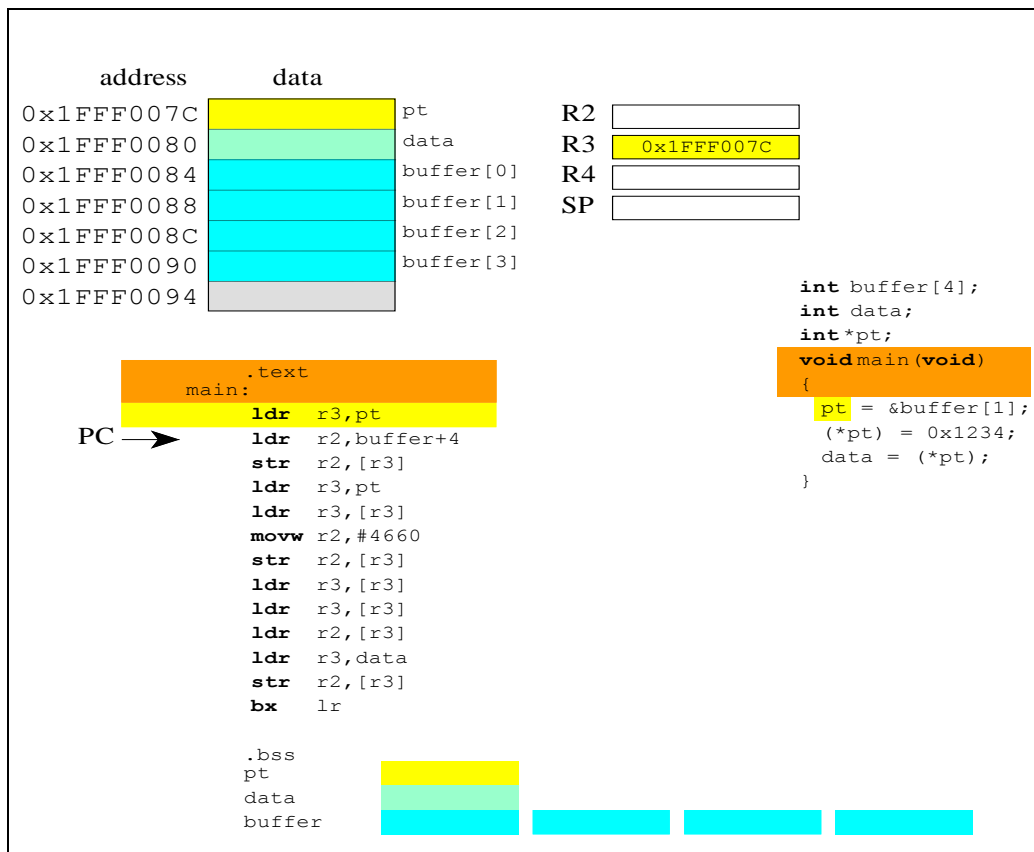 address data
0x1FFF007C pt
0x1FFF0080 data
0x1FFF0084 buffer[0]
0x1FFF0088 buffer[1]
0x1FFF008C buffer[2]
0x1FFF0090 buffer[3]
0x1FFF0094
R2
R3 0x1FFF007C
R4
SP
int buffer[4];
int data;
int *pt;
void main(void)
{
pt = &buffer[1];
(*pt) = 0x1234;
data = (*pt);
}
.text
main:
ldr r3,pt
PC
ldr r2,buffer+4
str r2,[r3]
ldr r3,pt
ldr r3,[r3]
movw r2,#4660
str r2,[r3]
ldr r3,[r3]
ldr r3,[r3]
ldr r2,[r3]
ldr r3,data
str r2,[r3]
bx lr
.bss
pt
data
buffer